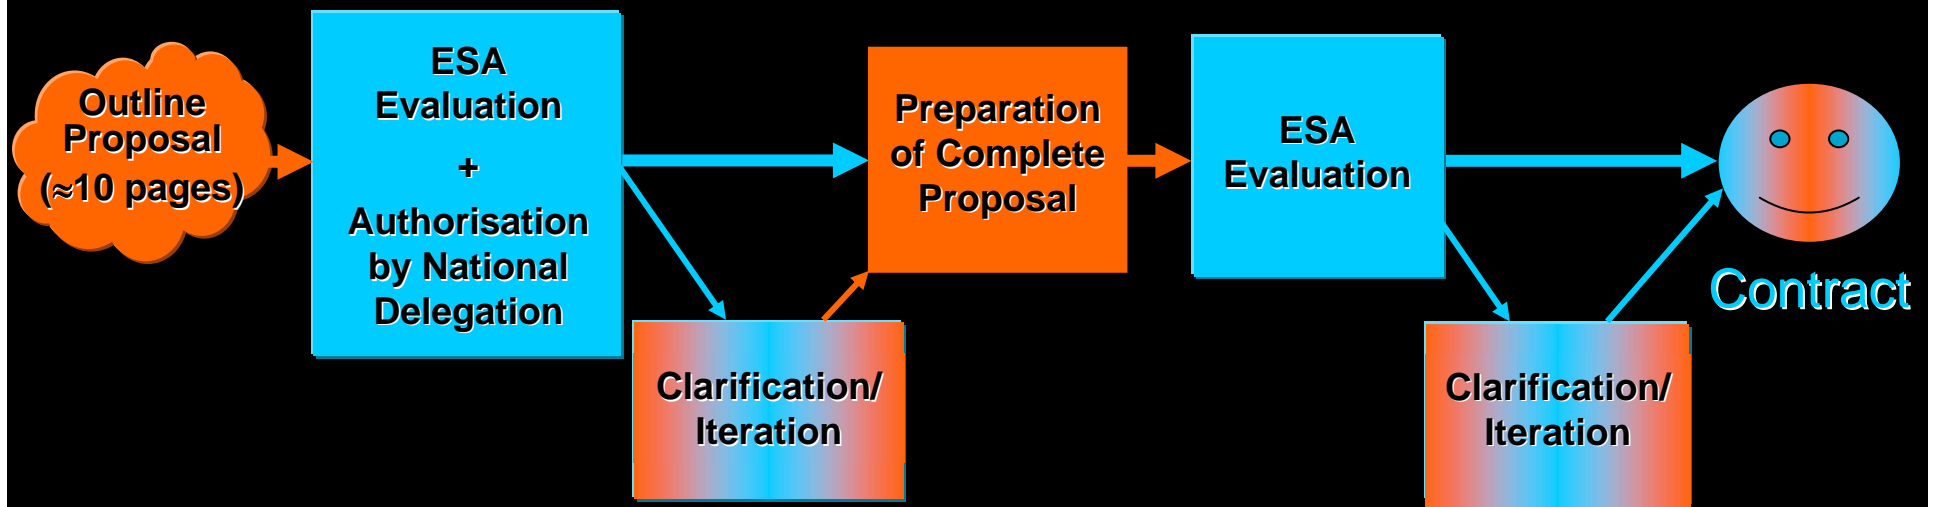 Outline
Proposal
(≈10 pages)
ESA
Evaluation
+
Authorisation
by National
Delegation
Clarification/
Iteration
Preparation
of Complete
Proposal
ESA
Evaluation
Clarification/
Iteration
Contract